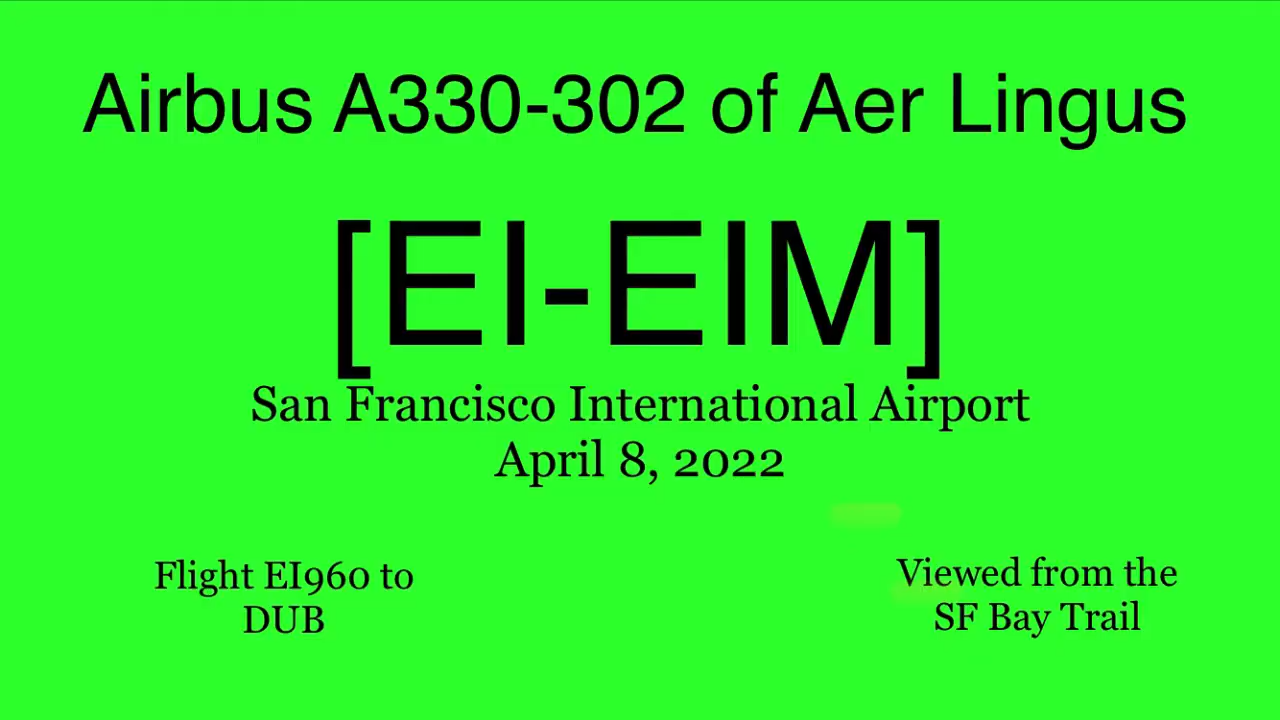 Airbus A330-302 of Aer Lingus
[EI-EIM]
San Francisco International Airport
April 8, 2022
Flight EI960 to
DUB
Viewed from the
SF Bay Trail